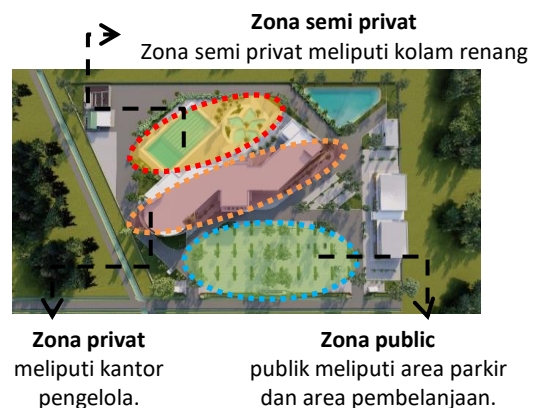 Zona semi privat
Zona semi privat meliputi kolam renang
Zona privat
meliputi kantor
pengelola.
Zona public
publik meliputi area parkir
dan area pembelanjaan.